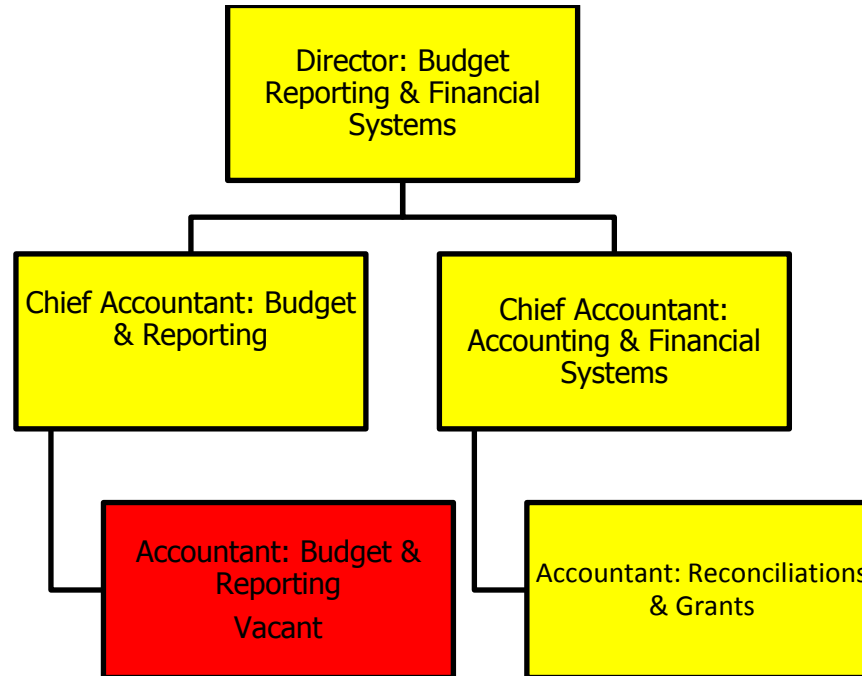 Director: Budget
Reporting & Financial
Systems
Chief Accountant: Budget
& Reporting
Chief Accountant:
Accounting & Financial
Systems
Accountant: Budget &
Reporting
Vacant
Accountant: Reconciliations
& Grants